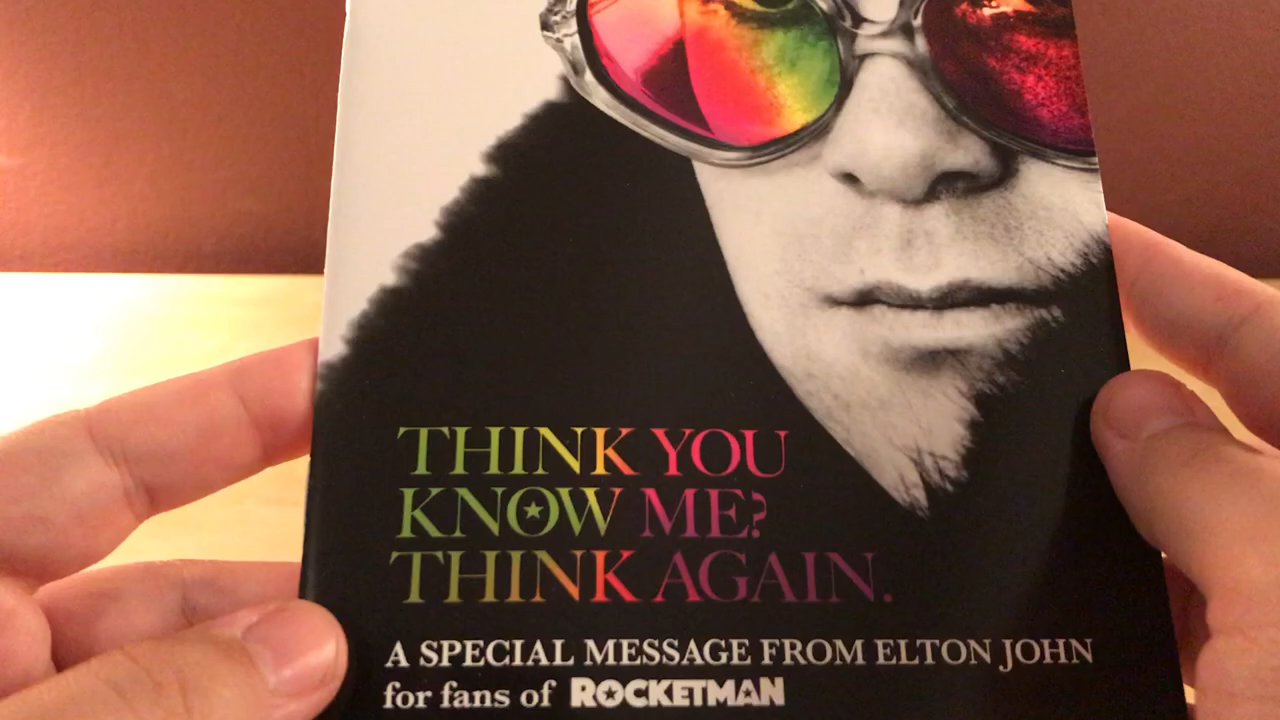 THINK YOU
KNOW ME?
THINK AGAIN.
A SPECIAL MESSAGE FROM ELTON JOHN
for fans of ROCKETMAN